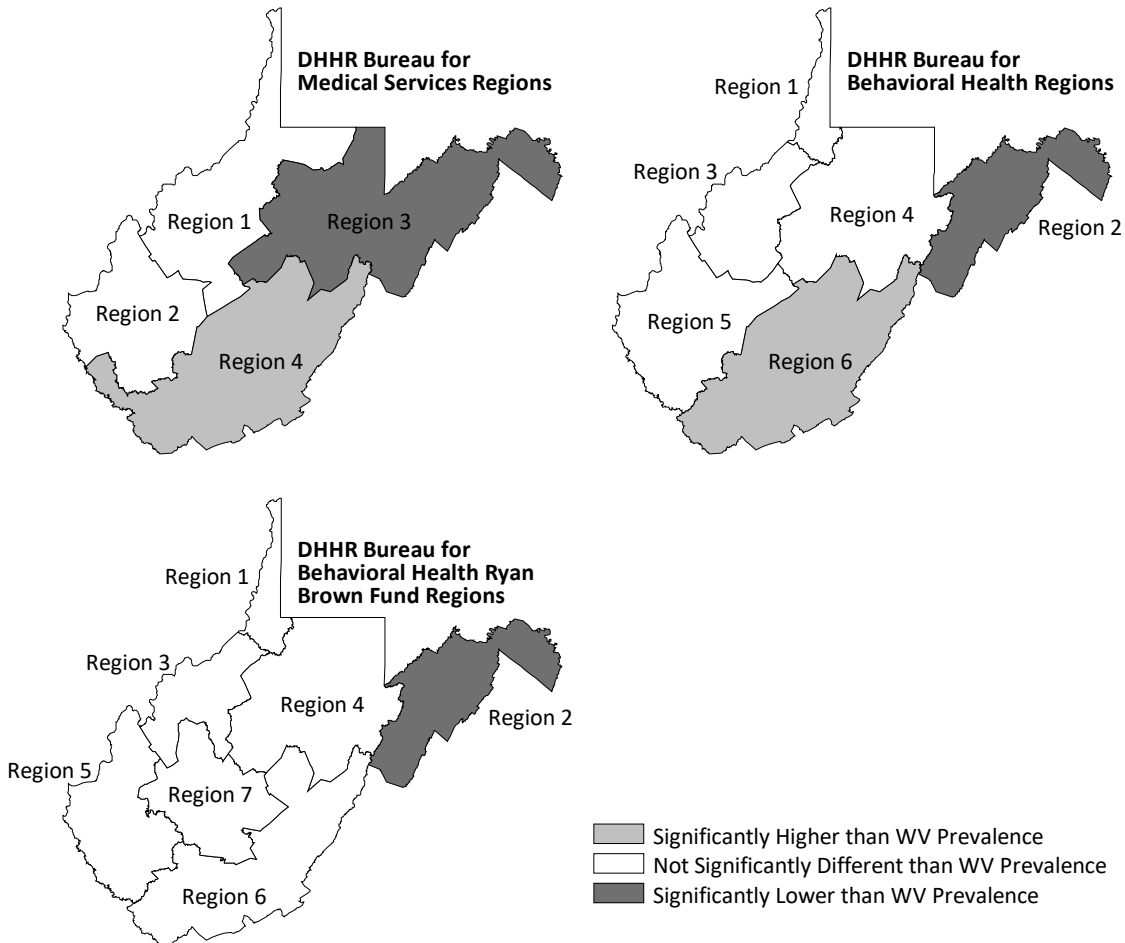 DHHR Bureau for
Medical Services Regions
Region 1
Region 3
Region 2
Region 4
DHHR Bureau for
Behavioral Health Regions
Region 1
Region 3
Region 4
Region 2
Region 5
Region 6
DHHR Bureau for
Behavioral Health Ryan
Brown Fund Regions
Region 1
Region 3
Region 4
Region 2
Region 5
Region 7
Region 6
Significantly Higher than WV Prevalence
Not Significantly Different than WV Prevalence
Significantly Lower than WV Prevalence